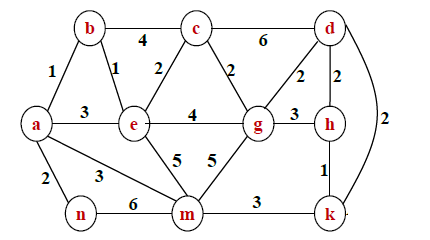 b c d
4 6
1 1 2 2 2 2
a 3 e 4 g 3 h
2
2 3 5 5 1
n 6 m 3 k